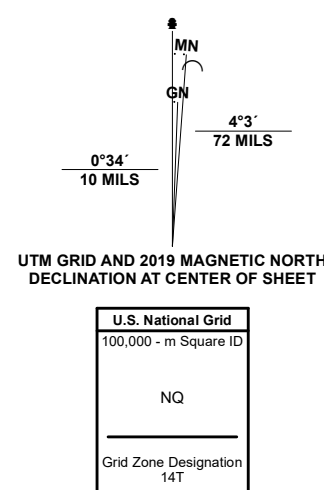 MN
GN
4°3´
72 MILS
0°34´
10 MILS
UTM GRID AND 2019 MAGNETIC NORTH
DECLINATION AT CENTER OF SHEET
U.S. National Grid
100,000 - m Square ID
NQ
Grid Zone Designation
14T